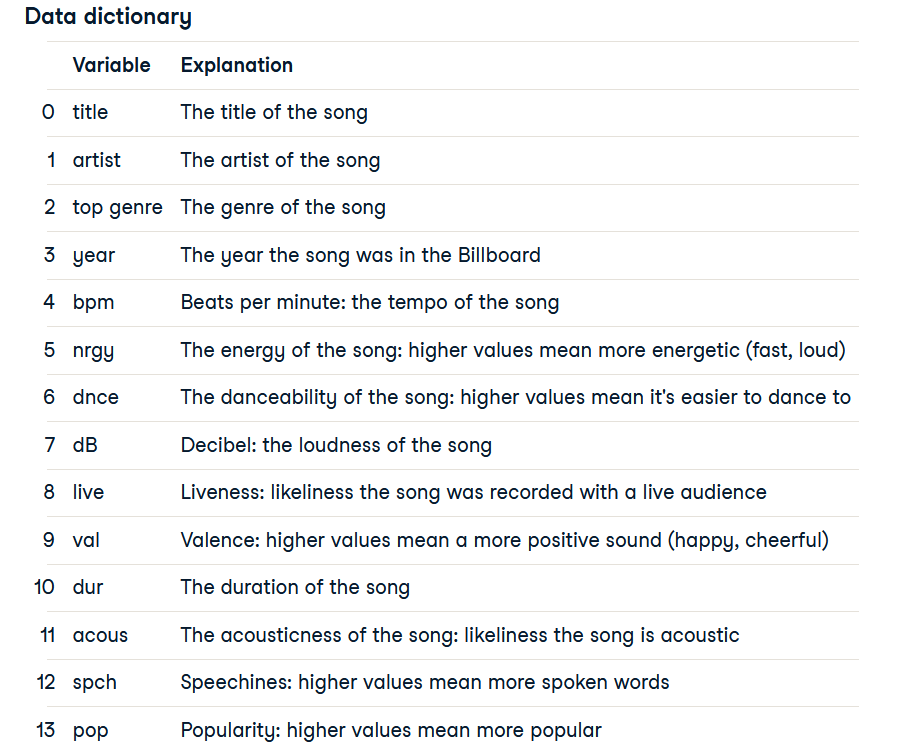 Data dictionary
Variable Explanation
0 title The title of the song
1 artist The artist of the song
2 top genre The genre of the song
3 year The year the song was in the Billboard
4 bpm Beats per minute: the tempo of the song
5 nrgy The energy of the song: higher values mean more energetic (fast, loud)
6 dnce The danceability of the song: higher values mean it's easier to dance to
7 dB Decibel: the loudness of the song
8 live Liveness: likeliness the song was recorded with a live audience
9 val Valence: higher values mean a more positive sound (happy, cheerful)
10 dur The duration of the song
11 acous The acousticness of the song: likeliness the song is acoustic
12 spch Speechines: higher values mean more spoken words
13 pop Popularity: higher values mean more popular